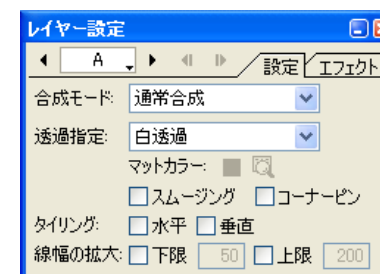 レイヤー設定
A
設定 エフェクト
合成モード: 通常合成
透過指定: 白透過
マットカラー:
スムージング コーナーピン
タイリング: 水平 垂直
線幅の拡大: 下限 50 上限 200